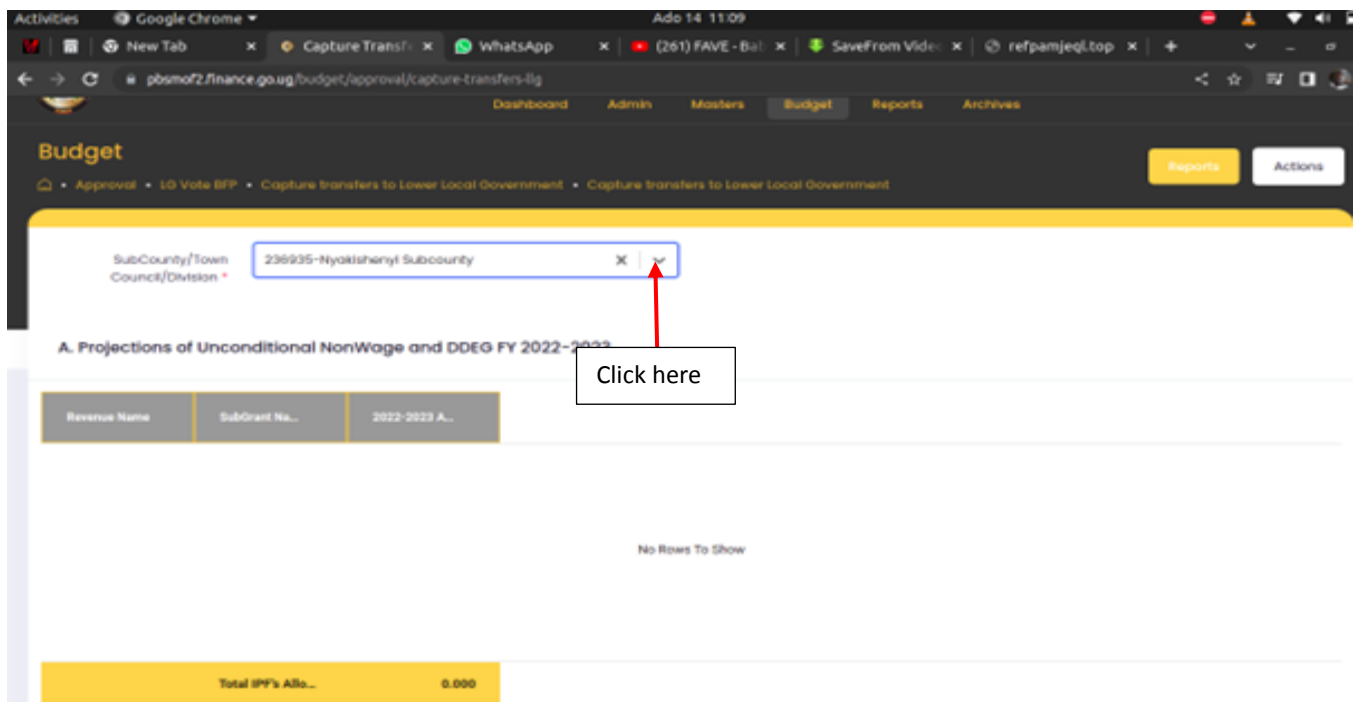 Activities Google Chrome Ado 14 11:09
New Tab Capture Transf WhatsApp (261) FAVE - Bab SaveFrom Vide refpamjeql.top
pbsmof2.finance.go.ug/budget/approval/capture-transfers-llg
Dashboard Admin Masters Budget Reports Archives
Budget
Reports Actions
Approval • LG Vote BFP • Capture transfers to Lower Local Government • Capture transfers to Lower Local Government
SubCounty/Town
Council/Division *
236935-Nyakishenyi Subcounty
A. Projections of Unconditional NonWage and DDEG FY 2022-2023
Click here
Revenue Name SubGrant Na... 2022-2023 A...
No Rows To Show
Total IPF's Allo... 0.000